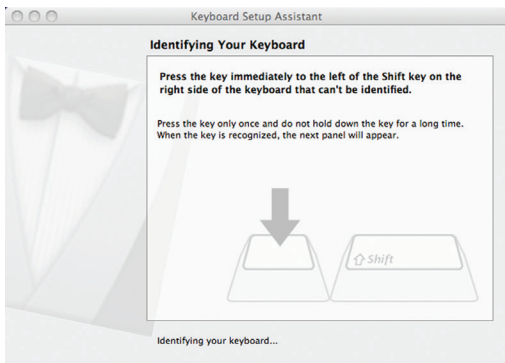 Keyboard Setup Assistant
Identifying Your Keyboard
Press the key immediately to the left of the Shift key on the
right side of the keyboard that can't be identified.
Press the key only once and do not hold down the key for a long time.
When the key is recognized, the next panel will appear.
⇧ Shift
Identifying your keyboard...